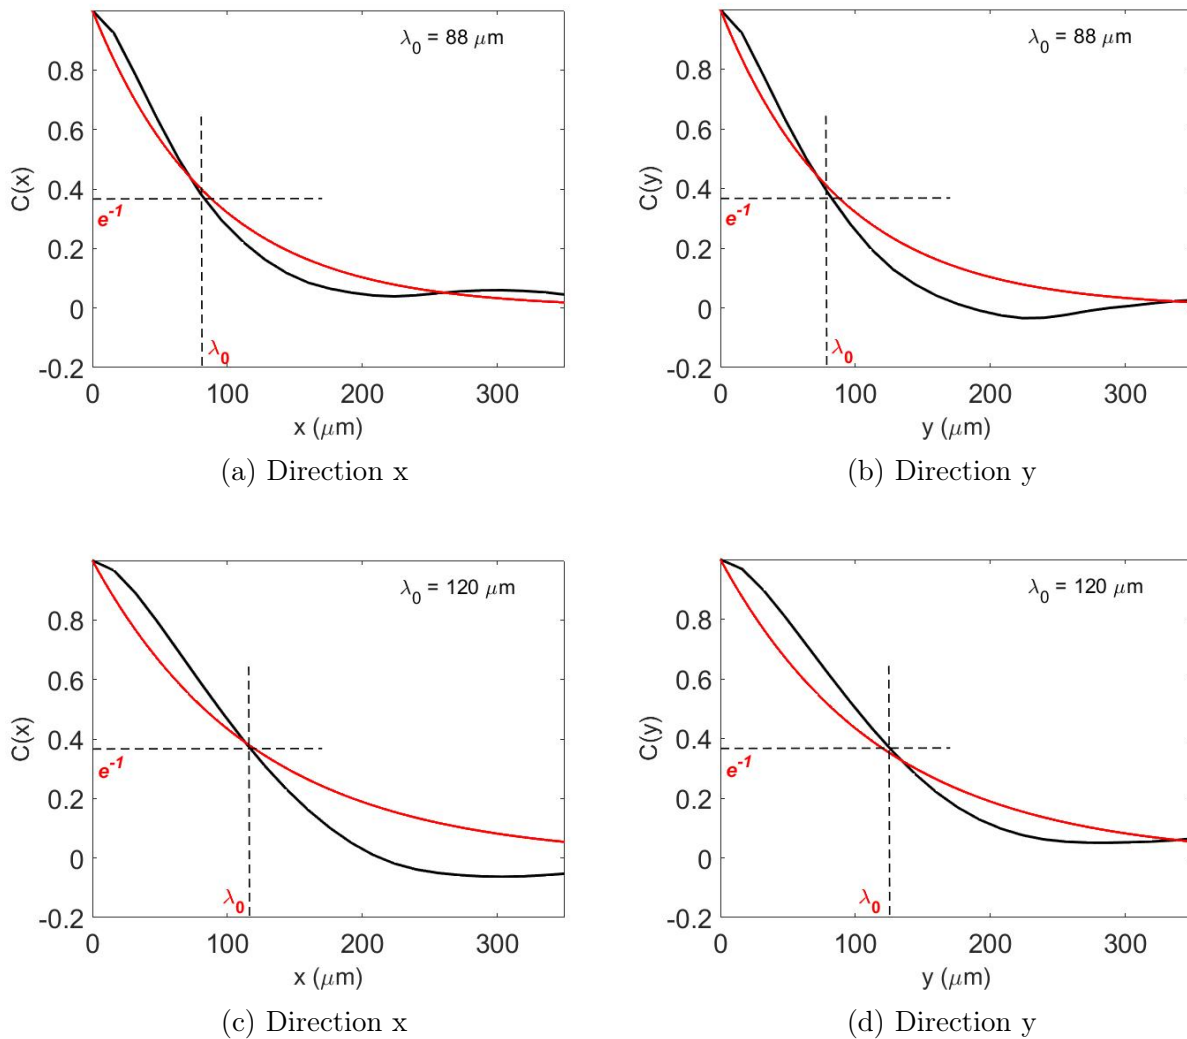 λ0 = 88 μm
C(x)
0.8
0.6
0.4
0.2
0
-0.2
e-1
λ0
0 100 200 300
x (μm)
(a) Direction x
λ0 = 88 μm
C(y)
0.8
0.6
0.4
0.2
0
-0.2
e-1
λ0
0 100 200 300
y (μm)
(b) Direction y
λ0 = 120 μm
C(x)
0.8
0.6
0.4
0.2
0
-0.2
e-1
λ0
0 100 200 300
x (μm)
(c) Direction x
λ0 = 120 μm
C(y)
0.8
0.6
0.4
0.2
0
-0.2
e-1
λ0
0 100 200 300
y (μm)
(d) Direction y